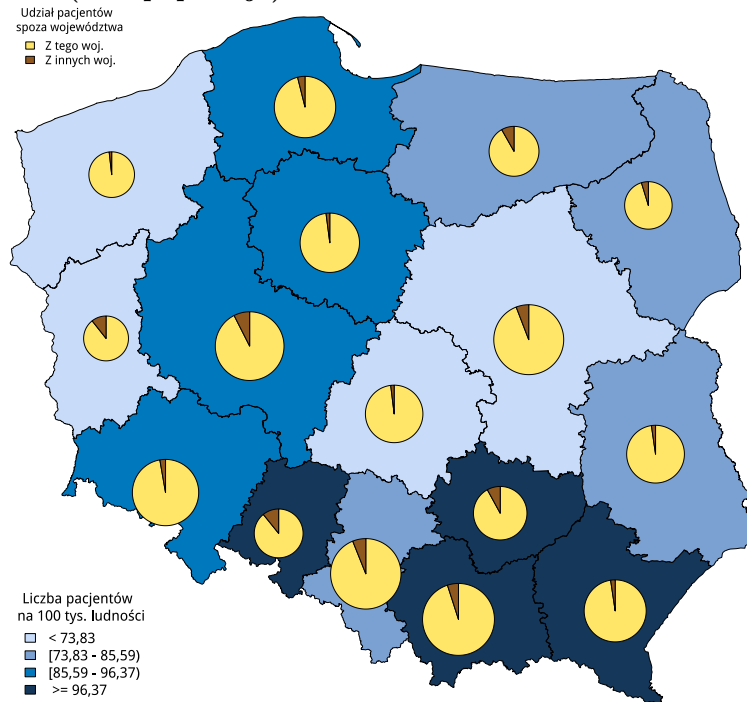 Udział pacjentów
spoza województwa
Z tego woj.
Z innych woj.
Liczba pacjentów
na 100 tys. ludności
< 73,83
[73,83 - 85,59)
[85,59 - 96,37)
>= 96,37